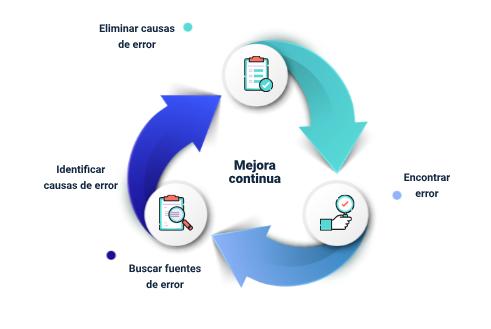 Eliminar causas
de error
Mejora
continua
Encontrar
error
Identificar
causas de error
Buscar fuentes
de error